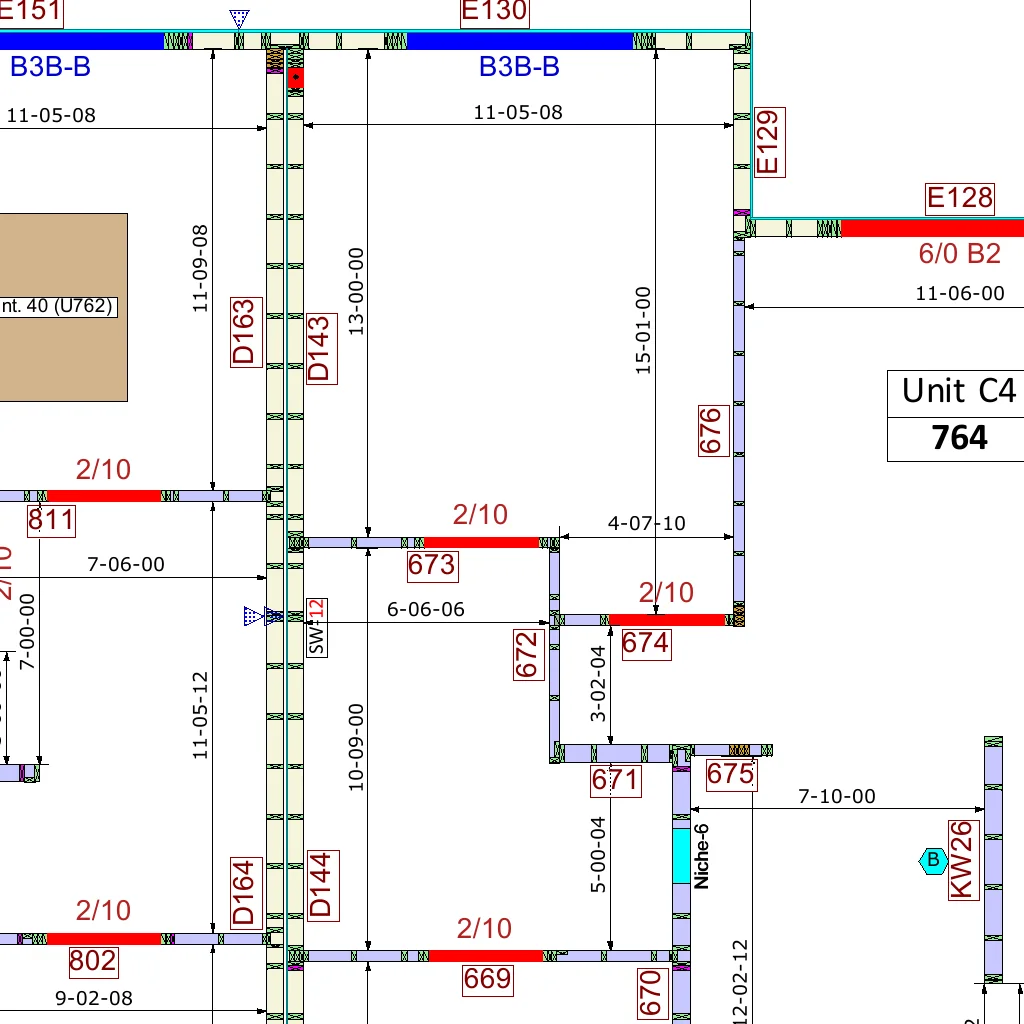 E151
E130
B3B-B
B3B-B
11-05-08
11-05-08
E129
E128
6/0 B2
11-06-00
11-09-08
13-00-00
15-01-00
nt. 40 (U762)
D163
D143
Unit C4
764
676
2/10
811
2/10
673
4-07-10
2/10
7-06-00
7-00-00
2/10
674
SW-12
6-06-06
672
3-02-04
11-05-12
10-09-00
671
675
7-10-00
5-00-04
Niche-6
B
KW26
D164
D144
2/10
802
2/10
669
670
12-02-12
9-02-08